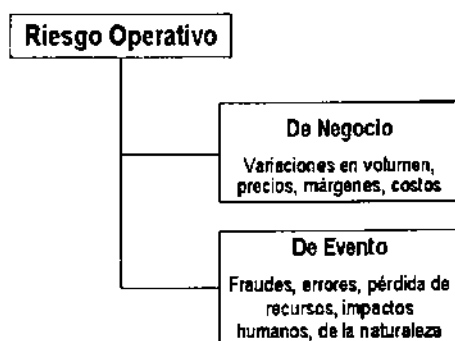 Riesgo Operativo
De Negocio
Variaciones en volumen,
precios, márgenes, costos
De Evento
Fraudes, errores, pérdida de
recursos, impactos
humanos, de la naturaleza